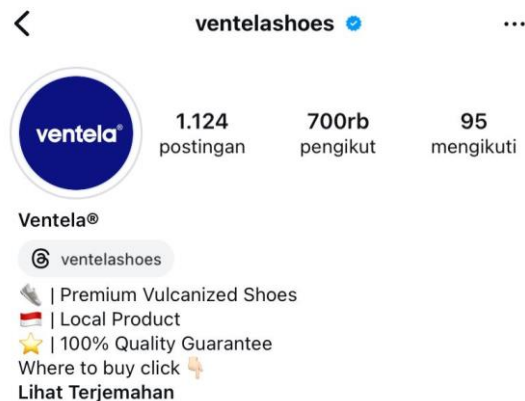 ventelashoes
ventela®
1.124
postingan
700rb
pengikut
95
mengikuti
Ventela®
ventelashoes
👟 | Premium Vulcanized Shoes
🇮🇩 | Local Product
⭐ | 100% Quality Guarantee
Where to buy click 👇🏻
Lihat Terjemahan